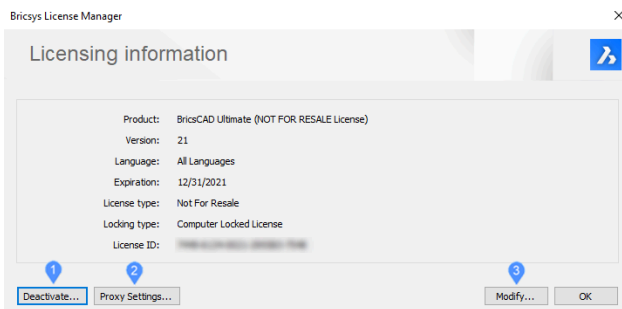 Bricsys License Manager
Licensing information
Product: BricsCAD Ultimate (NOT FOR RESALE License)
Version: 21
Language: All Languages
Expiration: 12/31/2021
License type: Not For Resale
Locking type: Computer Locked License
License ID:
1 2 3
Deactivate... Proxy Settings... Modify... OK